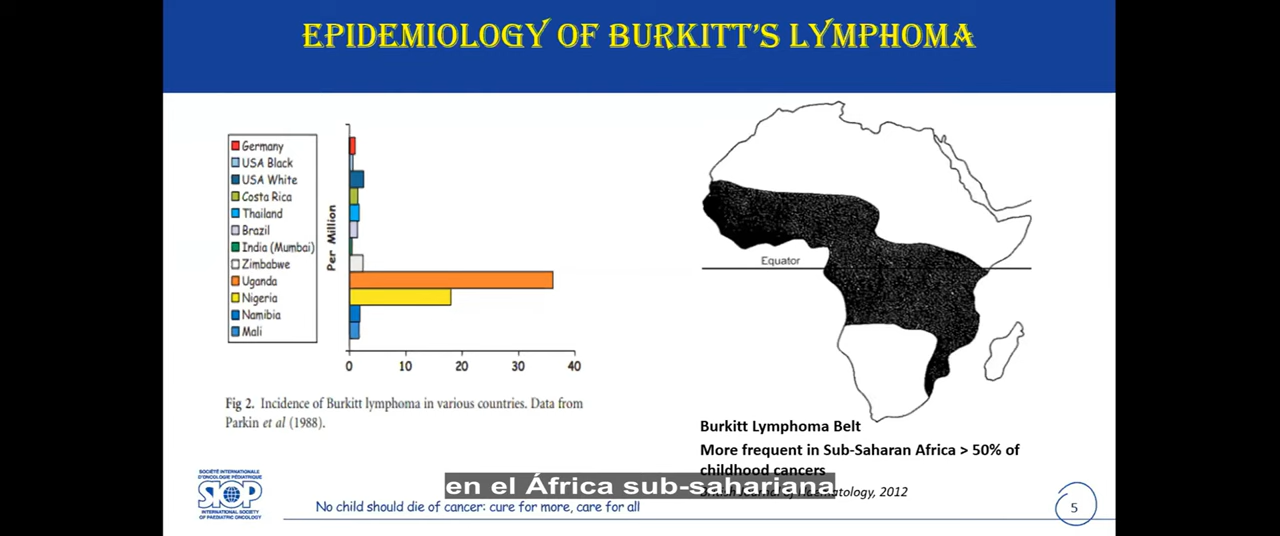 EPIDEMIOLOGY OF BURKITT'S LYMPHOMA
Germany
USA Black
USA White
Costa Rica
Thailand
Brazil
India (Mumbai)
Zimbabwe
Uganda
Nigeria
Namibia
Mali
Per Million
0 10 20 30 40
Fig 2. Incidence of Burkitt lymphoma in various countries. Data from
Parkin et al (1988).
Equator
Burkitt Lymphoma Belt
More frequent in Sub-Saharan Africa > 50% of
childhood cancers
British Journal of Haematology, 2012
en el África sub-sahariana
SOCIÉTÉ INTERNATIONALE
D'ONCOLOGIE PÉDIATRIQUE
SIOP
INTERNATIONAL SOCIETY
OF PAEDIATRIC ONCOLOGY
No child should die of cancer: cure for more, care for all
5